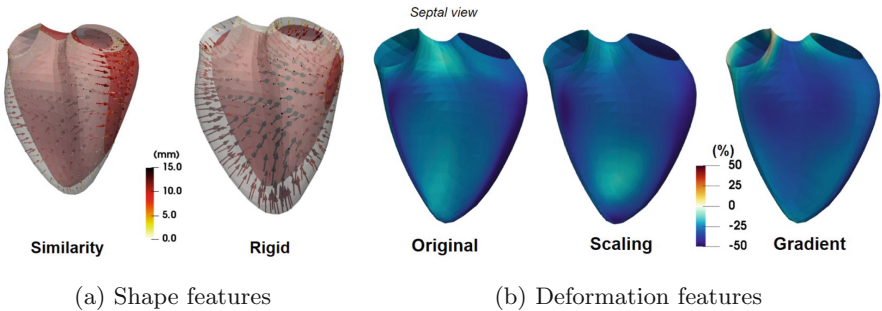 Septal view
(mm)
15.0
10.0
5.0
0.0
(%)
50
25
0
-25
-50
Similarity
Rigid
Original
Scaling
Gradient
(a) Shape features
(b) Deformation features